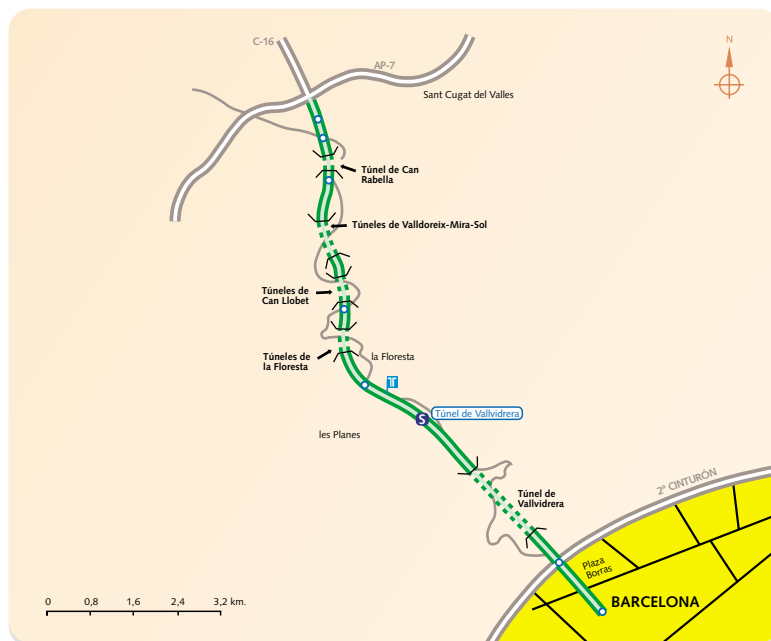 C-16
N
AP-7
Sant Cugat del Valles
Túnel de Can
Rabella
Túneles de Valldoreix-Mira-Sol
Túneles de
Can Llobet
Túneles de
la Floresta
la Floresta
T
S
Túnel de Vallvidrera
les Planes
Túnel de
Vallvidrera
2º CINTURÓN
Plaza
Borras
BARCELONA
0 0,8 1,6 2,4 3,2 km.